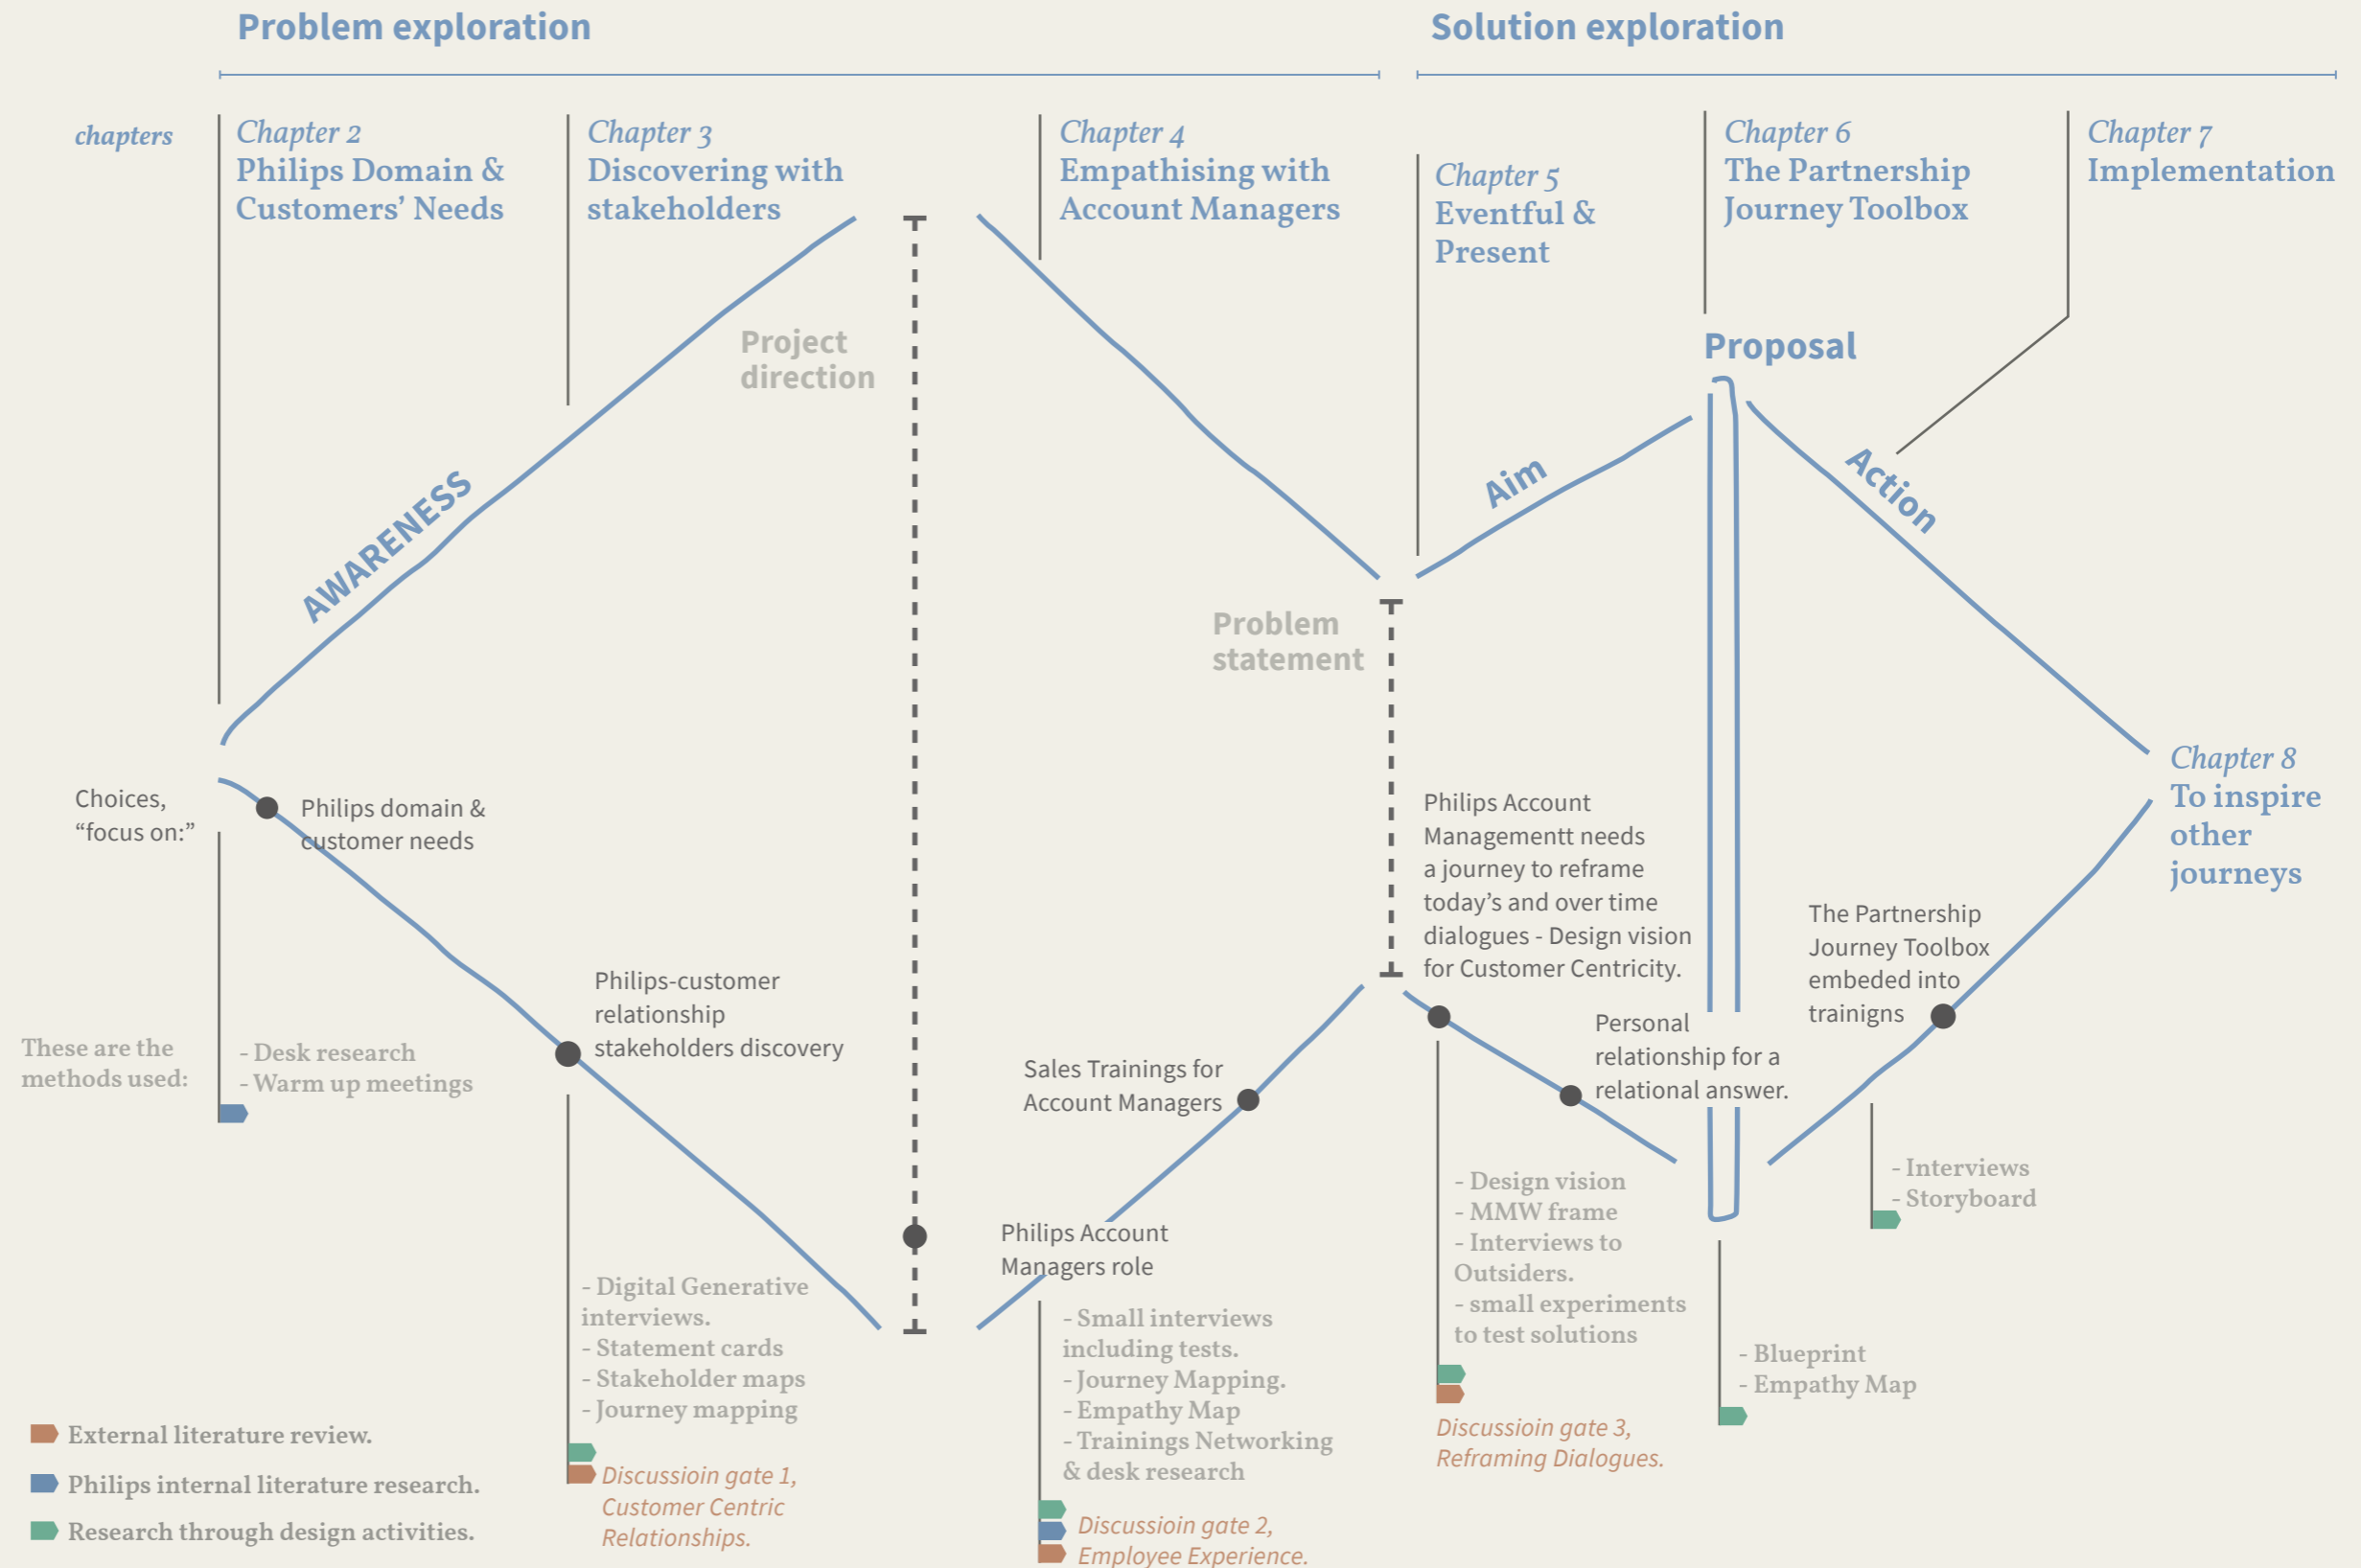 Problem exploration
Solution exploration
chapters
Chapter 2
Philips Domain &
Customers’ Needs
Chapter 3
Discovering with
stakeholders
Chapter 4
Empathising with
Account Managers
Chapter 5
Eventful &
Present
Chapter 6
The Partnership
Journey Toolbox
Chapter 7
Implementation
Project
direction
Proposal
AWARENESS
Aim
Action
Problem
statement
Chapter 8
To inspire
other
journeys
Choices,
“focus on:”
Philips domain &
customer needs
Philips Account
Managementt needs
a journey to reframe
today’s and over time
dialogues - Design vision
for Customer Centricity.
The Partnership
Journey Toolbox
embeded into
trainigns
Philips-customer
relationship
stakeholders discovery
Personal
relationship for a
relational answer.
Sales Trainings for
Account Managers
Philips Account
Managers role
These are the
methods used:
- Desk research
- Warm up meetings
- Digital Generative
interviews.
- Statement cards
- Stakeholder maps
- Journey mapping
Discussioin gate 1,
Customer Centric
Relationships.
- Small interviews
including tests.
- Journey Mapping.
- Empathy Map
- Trainings Networking
& desk research
Discussioin gate 2,
Employee Experience.
- Design vision
- MMW frame
- Interviews to
Outsiders.
- small experiments
to test solutions
Discussioin gate 3,
Reframing Dialogues.
- Blueprint
- Empathy Map
- Interviews
- Storyboard
External literature review.
Philips internal literature research.
Research through design activities.